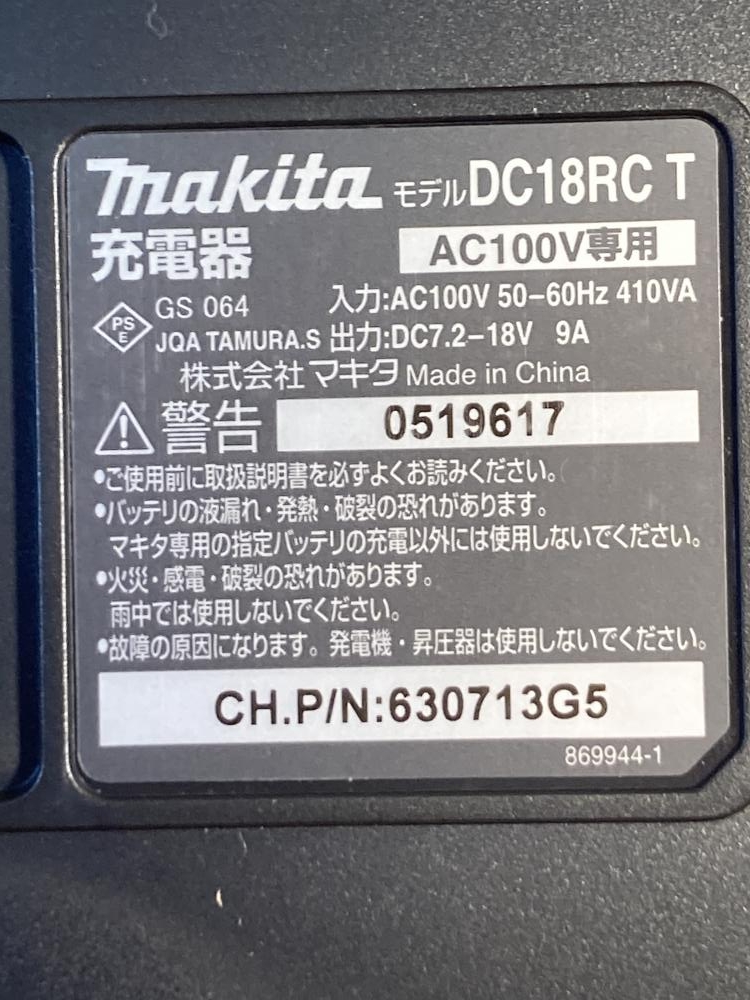 makita モデルDC18RC T
充電器 AC100V専用
PSE GS 064 入力:AC100V 50-60Hz 410VA
JQA TAMURA.S 出力:DC7.2-18V 9A
株式会社マキタ Made in China
警告 0519617
•ご使用前に取扱説明書を必ずよくお読みください。
•バッテリの液漏れ・発熱・破裂の恐れがあります。
マキタ専用の指定バッテリの充電以外には使用しないでください。
•火災・感電・破裂の恐れがあります。
雨中では使用しないでください。
•故障の原因になります。発電機・昇圧器は使用しないでください。
CH.P/N:630713G5
869944-1